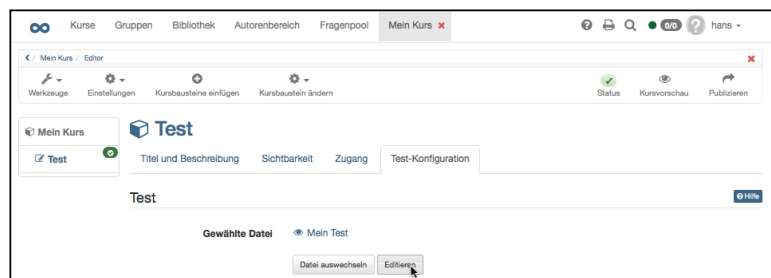 Kurse Gruppen Bibliothek Autorenbereich Fragenpool Mein Kurs 0/0 hans
/ Mein Kurs / Editor
Werkzeuge Einstellungen Kursbausteine einfügen Kursbaustein ändern Status Kursvorschau Publizieren
Mein Kurs
Test
Test
Titel und Beschreibung Sichtbarkeit Zugang Test-Konfiguration
Test
Hilfe
Gewählte Datei Mein Test
Datei auswechseln Editieren